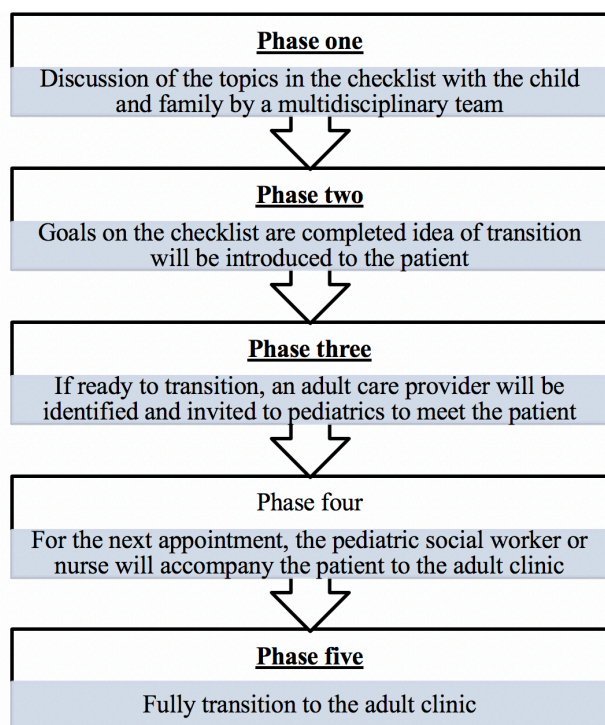 Phase one
Discussion of the topics in the checklist with the child
and family by a multidisciplinary team
Phase two
Goals on the checklist are completed idea of transition
will be introduced to the patient
Phase three
If ready to transition, an adult care provider will be
identified and invited to pediatrics to meet the patient
Phase four
For the next appointment, the pediatric social worker or
nurse will accompany the patient to the adult clinic
Phase five
Fully transition to the adult clinic